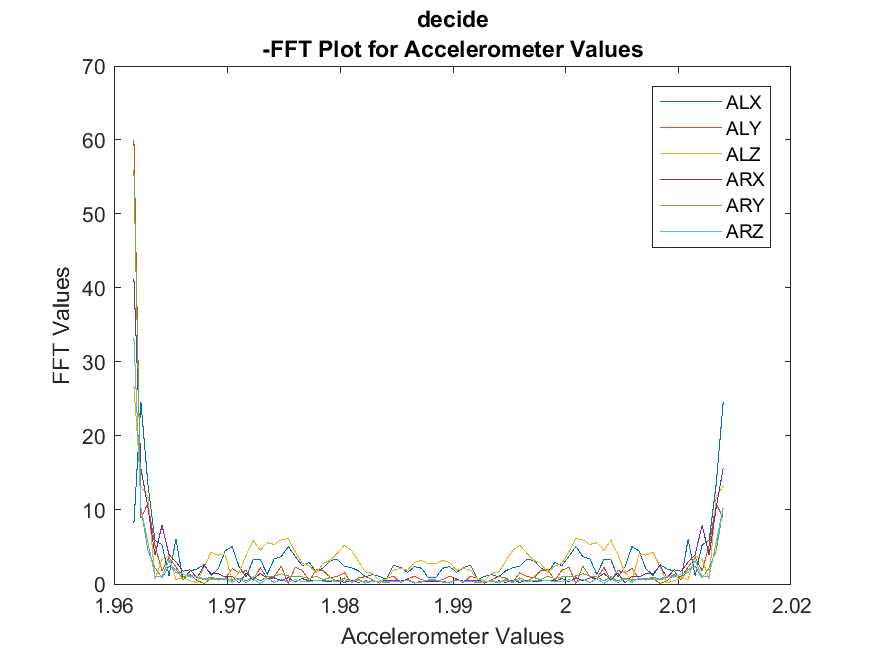 decide
-FFT Plot for Accelerometer Values
70
60
50
40
30
20
10
0
FFT Values
ALX
ALY
ALZ
ARX
ARY
ARZ
1.96 1.97 1.98 1.99 2 2.01 2.02
Accelerometer Values